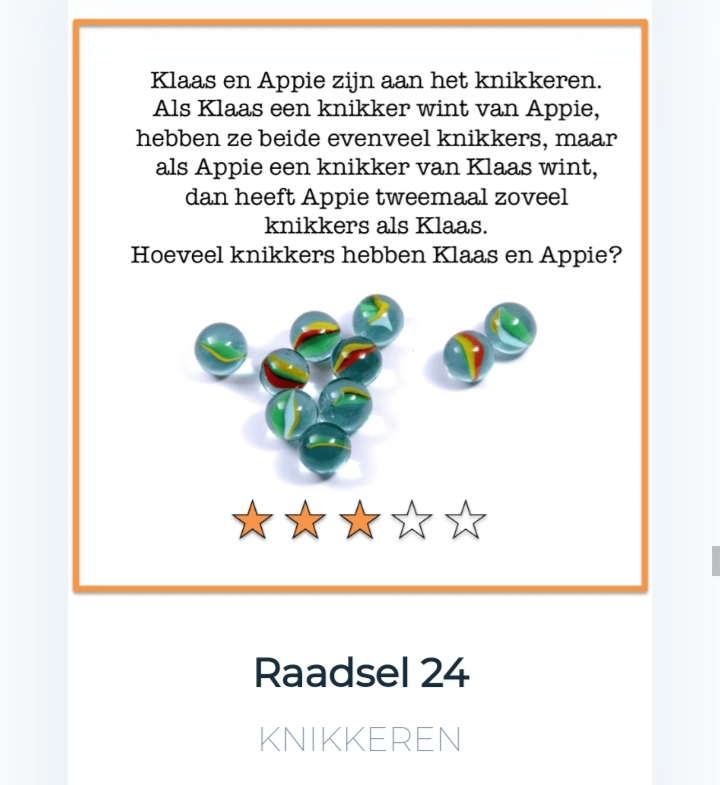 Klaas en Appie zijn aan het knikkeren.
Als Klaas een knikker wint van Appie,
hebben ze beide evenveel knikkers, maar
als Appie een knikker van Klaas wint,
dan heeft Appie tweemaal zoveel
knikkers als Klaas.
Hoeveel knikkers hebben Klaas en Appie?
Raadsel 24
KNIKKEREN